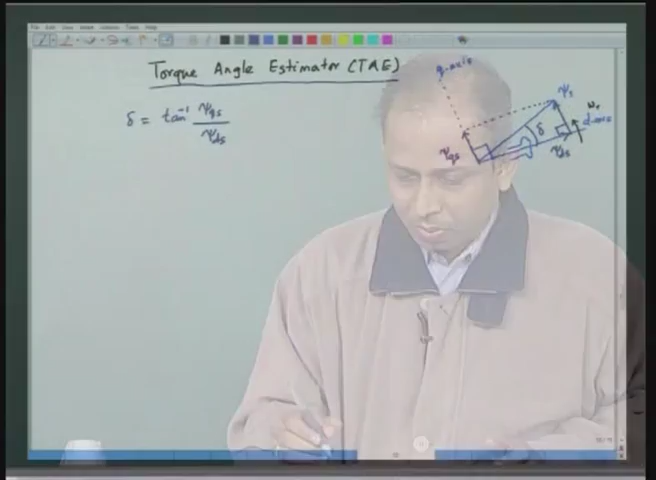 Torque Angle Estimator (TAE)
δ = tan⁻¹ Ψqs / Ψds
q-axis
Ψs
ωr
d-axis
δ
Ψqs
Ψds